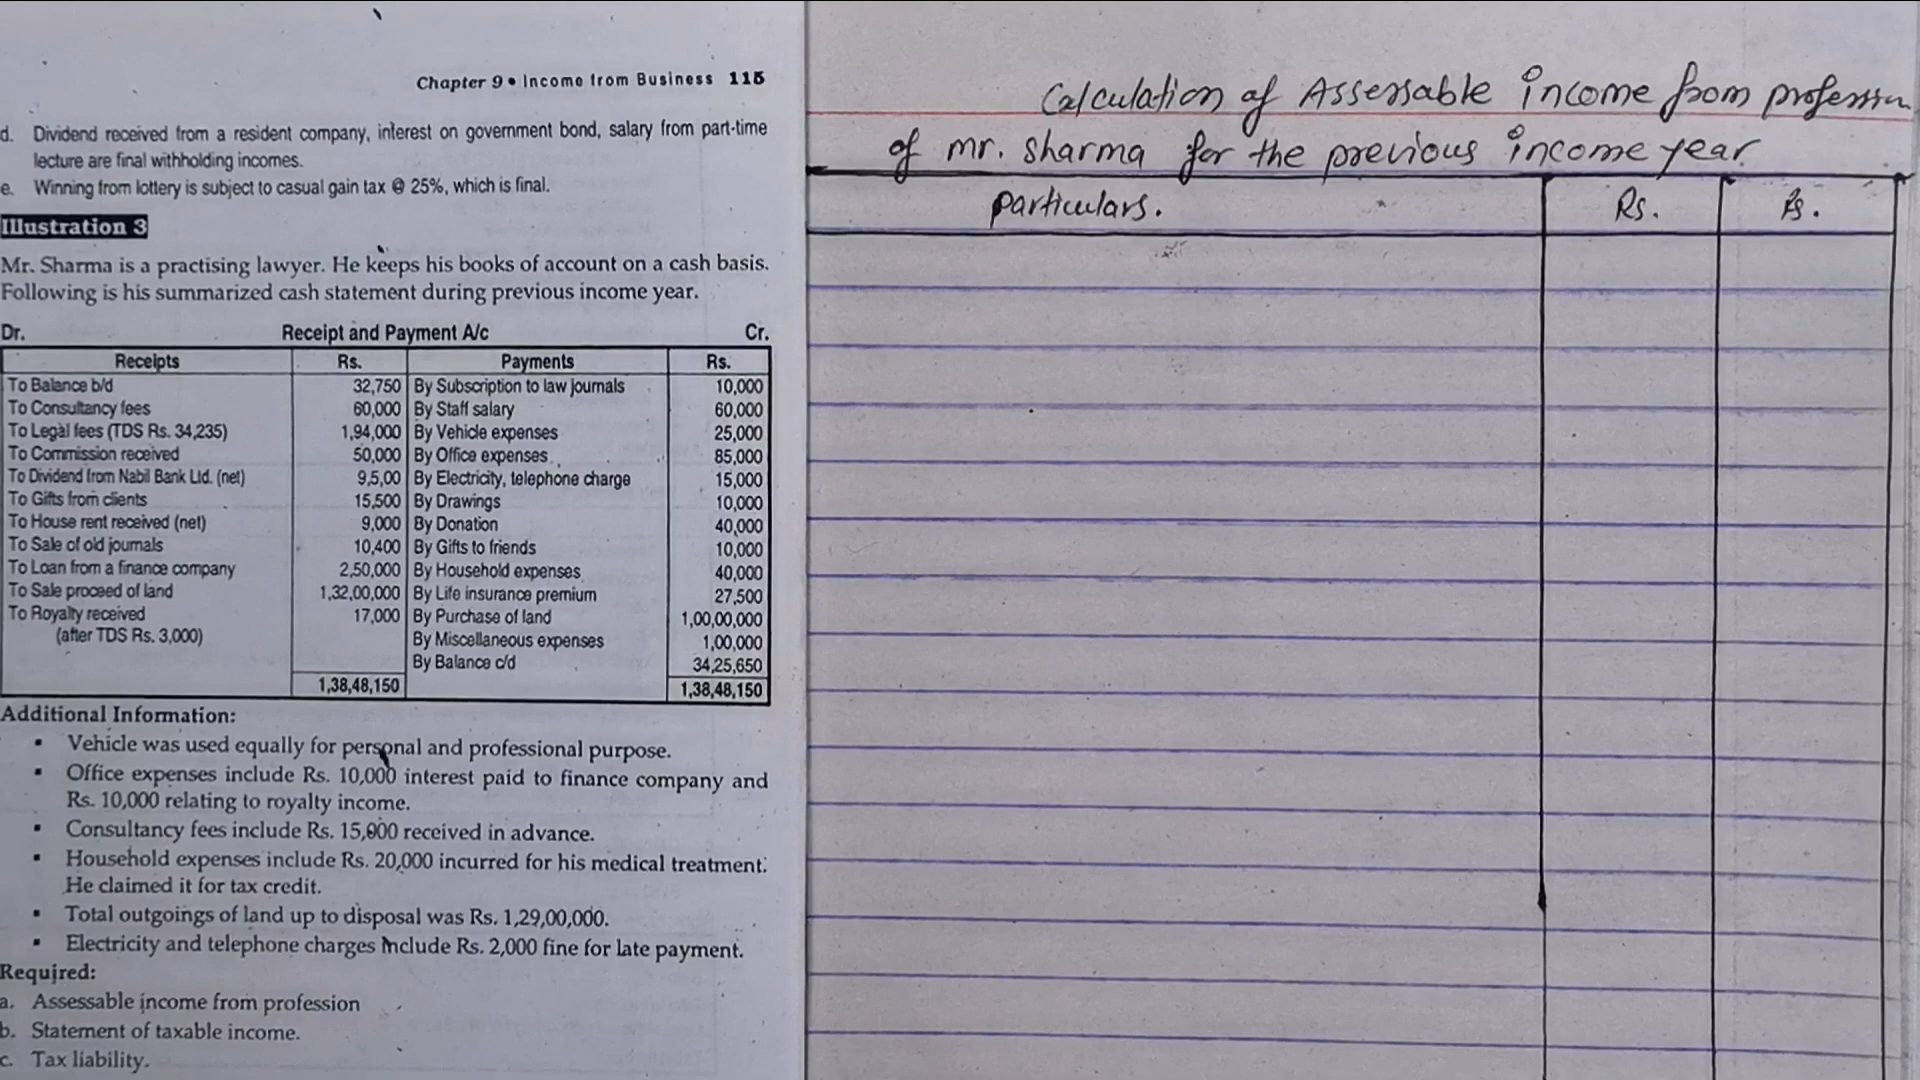 Chapter 9 • Income from Business 115
d. Dividend received from a resident company, interest on government bond, salary from part-time
lecture are final withholding incomes.
e. Winning from lottery is subject to casual gain tax @ 25%, which is final.
Illustration 3
Mr. Sharma is a practising lawyer. He keeps his books of account on a cash basis.
Following is his summarized cash statement during previous income year.
Dr. Receipt and Payment A/c Cr.
Receipts Rs. Payments Rs.
To Balance b/d 32,750 By Subscription to law journals 10,000
To Consultancy fees 60,000 By Staff salary 60,000
To Legal fees (TDS Rs. 34,235) 1,94,000 By Vehicle expenses 25,000
To Commission received 50,000 By Office expenses 85,000
To Dividend from Nabil Bank Ltd. (net) 9,5,00 By Electricity, telephone charge 15,000
To Gifts from clients 15,500 By Drawings 10,000
To House rent received (net) 9,000 By Donation 40,000
To Sale of old journals 10,400 By Gifts to friends 10,000
To Loan from a finance company 2,50,000 By Household expenses 40,000
To Sale proceed of land 1,32,00,000 By Life insurance premium 27,500
To Royalty received 17,000 By Purchase of land 1,00,00,000
(after TDS Rs. 3,000) By Miscellaneous expenses 1,00,000
By Balance c/d 34,25,650
1,38,48,150 1,38,48,150
Additional Information:
▪ Vehicle was used equally for personal and professional purpose.
▪ Office expenses include Rs. 10,000 interest paid to finance company and
Rs. 10,000 relating to royalty income.
▪ Consultancy fees include Rs. 15,000 received in advance.
▪ Household expenses include Rs. 20,000 incurred for his medical treatment.
He claimed it for tax credit.
▪ Total outgoings of land up to disposal was Rs. 1,29,00,000.
▪ Electricity and telephone charges include Rs. 2,000 fine for late payment.
Required:
a. Assessable income from profession
b. Statement of taxable income.
c. Tax liability.
Calculation of Assessable income from profession
of mr. sharma for the previous income year.
particulars. Rs. Rs.